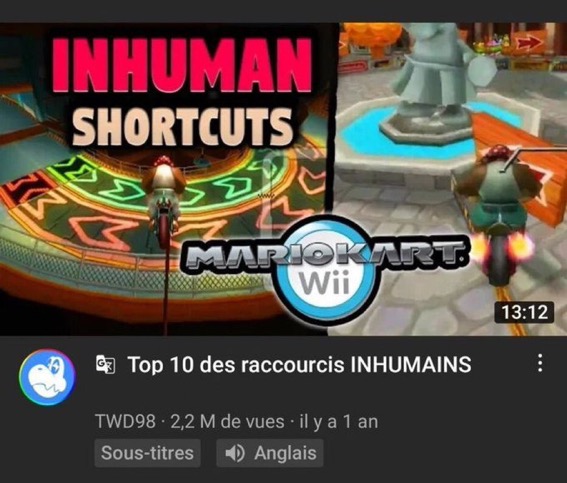 INHUMAN
SHORTCUTS
MARIOKART
Wii
13:12
Top 10 des raccourcis INHUMAINS
TWD98 · 2,2 M de vues · il y a 1 an
Sous-titres
Anglais